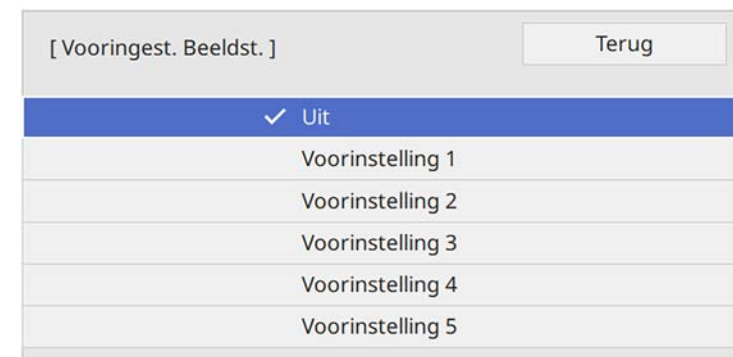 [ Vooringest. Beeldst. ]
Terug
✓ Uit
Voorinstelling 1
Voorinstelling 2
Voorinstelling 3
Voorinstelling 4
Voorinstelling 5